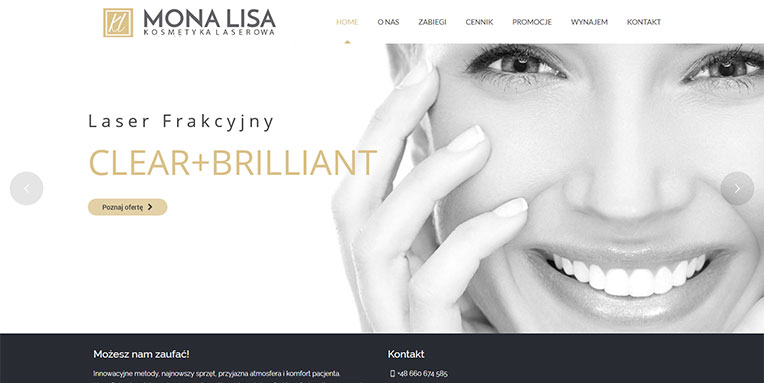 MONA LISA
KOSMETYKA LASEROWA
HOME O NAS ZABIEGI CENNIK PROMOCJE WYNAJEM KONTAKT
Laser Frakcyjny
CLEAR+BRILLIANT
Poznaj ofertę
Możesz nam zaufać!
Innowacyjne metody, najnowszy sprzęt, przyjazna atmosfera i komfort pacjenta.
Kontakt
+48 660 674 585